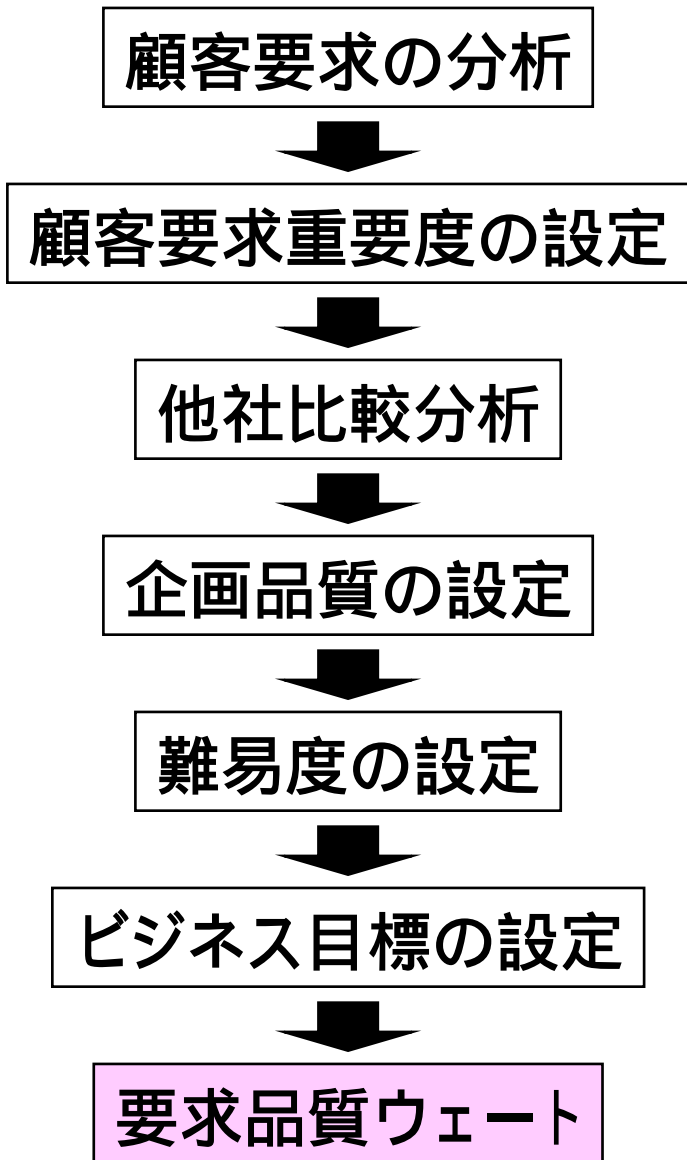 顧客要求の分析
顧客要求重要度の設定
他社比較分析
企画品質の設定
難易度の設定
ビジネス目標の設定
要求品質ウェート